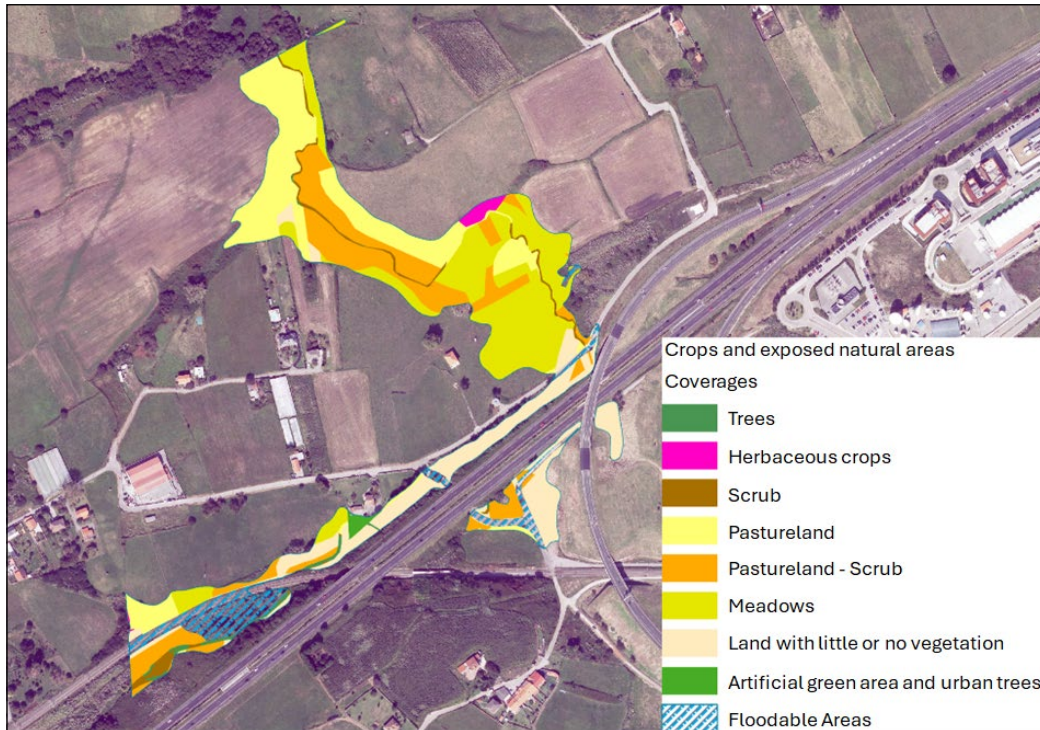 Crops and exposed natural areas
Coverages
Trees
Herbaceous crops
Scrub
Pastureland
Pastureland - Scrub
Meadows
Land with little or no vegetation
Artificial green area and urban trees
Floodable Areas